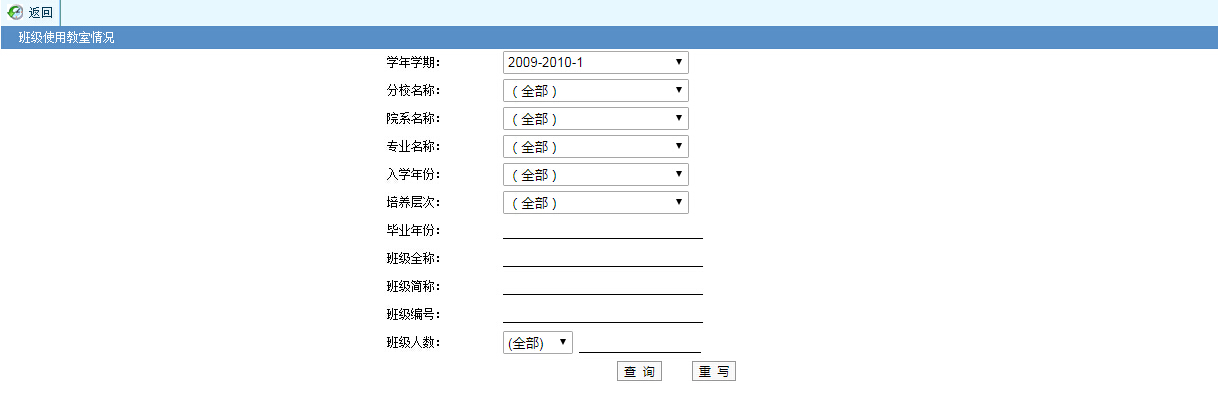 返回
班级使用教室情况
学年学期： 2009-2010-1
分校名称： （全部）
院系名称： （全部）
专业名称： （全部）
入学年份： （全部）
培养层次： （全部）
毕业年份：
班级全称：
班级简称：
班级编号：
班级人数： (全部)
查 询 重 写